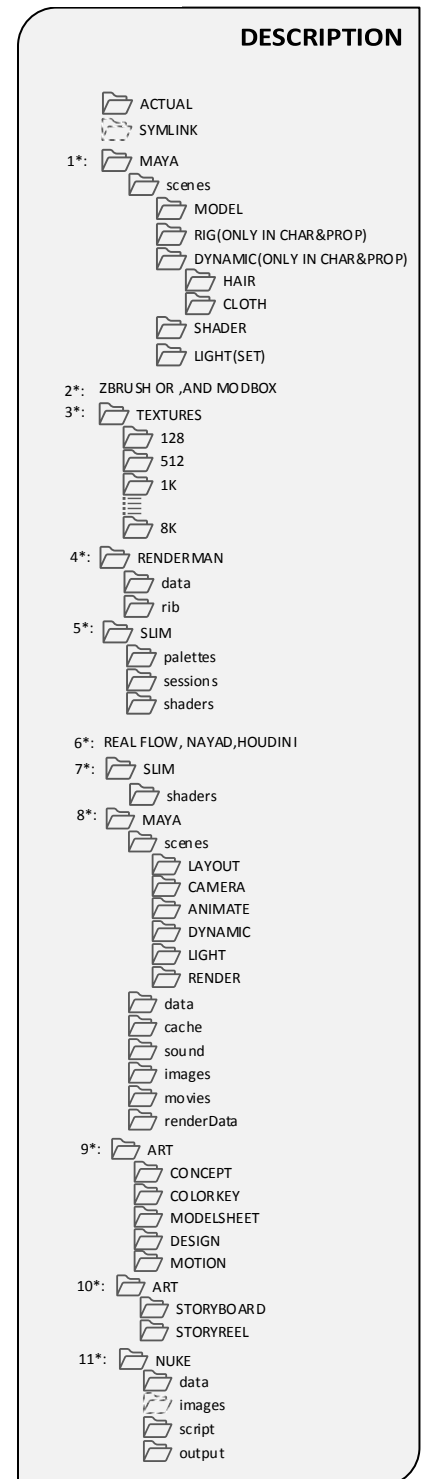 DESCRIPTION
ACTUAL
SYMLINK
1*: MAYA
scenes
MODEL
RIG(ONLY IN CHAR&PROP)
DYNAMIC(ONLY IN CHAR&PROP)
HAIR
CLOTH
SHADER
LIGHT(SET)
2*: ZBRUSH OR ,AND MODBOX
3*: TEXTURES
128
512
1K
8K
4*: RENDERMAN
data
rib
5*: SLIM
palettes
sessions
shaders
6*: REAL FLOW, NAYAD,HOUDINI
7*: SLIM
shaders
8*: MAYA
scenes
LAYOUT
CAMERA
ANIMATE
DYNAMIC
LIGHT
RENDER
data
cache
sound
images
movies
renderData
9*: ART
CONCEPT
COLORKEY
MODELSHEET
DESIGN
MOTION
10*: ART
STORYBOARD
STORYREEL
11*: NUKE
data
images
script
output